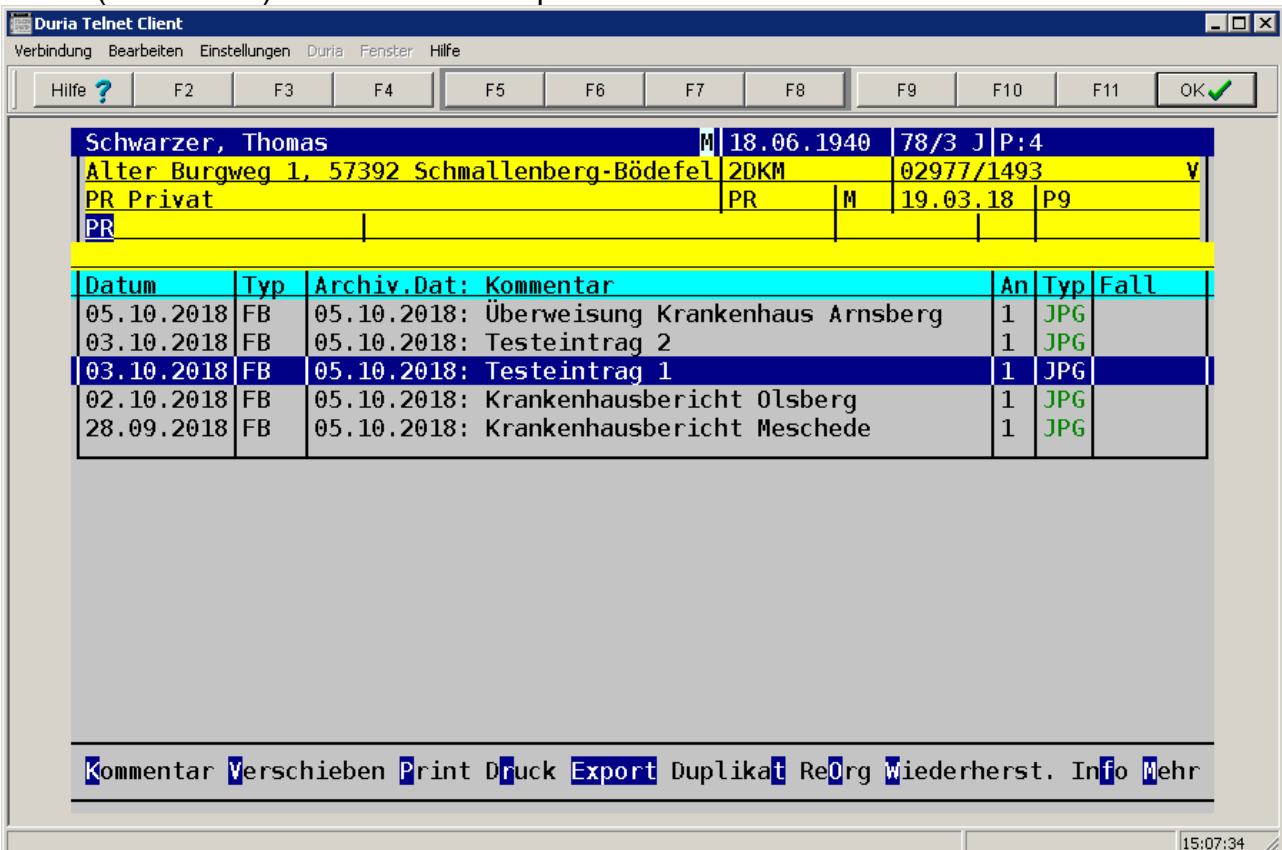 Duria Telnet Client
Verbindung Bearbeiten Einstellungen Duria Fenster Hilfe
Hilfe ? F2 F3 F4 F5 F6 F7 F8 F9 F10 F11 OK
Schwarzer, Thomas M 18.06.1940 78/3 J P:4
Alter Burgweg 1, 57392 Schmallenberg-Bödefel 2DKM 02977/1493 V
PR Privat PR M 19.03.18 P9
PR
Datum Typ Archiv.Dat: Kommentar An Typ Fall
05.10.2018 FB 05.10.2018: Überweisung Krankenhaus Arnsberg 1 JPG
03.10.2018 FB 05.10.2018: Testeintrag 2 1 JPG
03.10.2018 FB 05.10.2018: Testeintrag 1 1 JPG
02.10.2018 FB 05.10.2018: Krankenhausbericht Olsberg 1 JPG
28.09.2018 FB 05.10.2018: Krankenhausbericht Meschede 1 JPG
Kommentar Verschieben Print Druck Export Duplikat ReOrg Wiederherst. Info Mehr
15:07:34